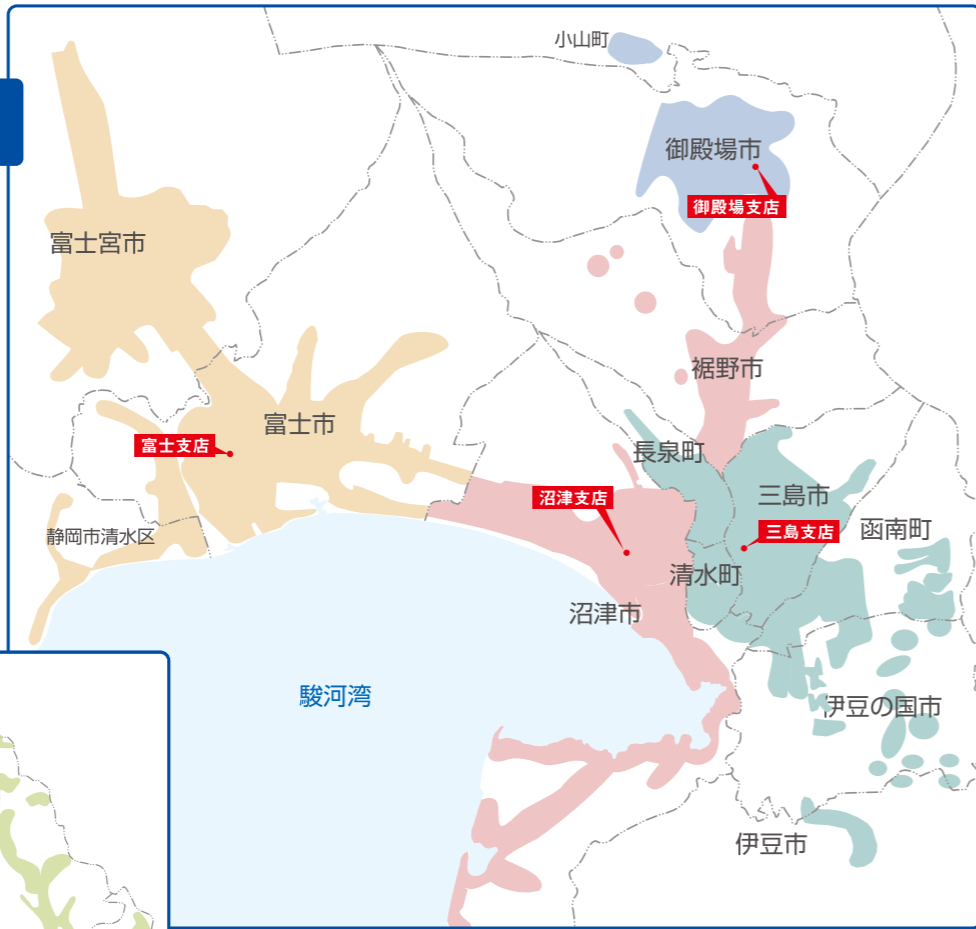 小山町
御殿場市
御殿場支店
富士宮市
裾野市
富士市
富士支店
長泉町
沼津支店
三島市
三島支店
函南町
静岡市清水区
清水町
沼津市
駿河湾
伊豆の国市
伊豆市